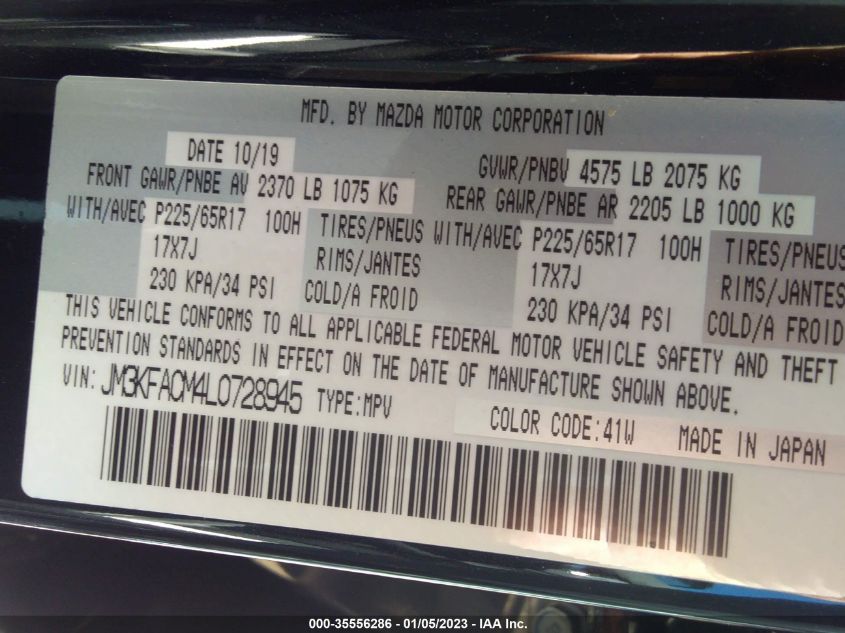 MFD. BY MAZDA MOTOR CORPORATION
DATE 10/19 GVWR/PNBV 4575 LB 2075 KG
FRONT GAWR/PNBE AV 2370 LB 1075 KG REAR GAWR/PNBE AR 2205 LB 1000 KG
WITH/AVEC P225/65R17 100H TIRES/PNEUS WITH/AVEC P225/65R17 100H TIRES/PNEUS
17X7J RIMS/JANTES 17X7J RIMS/JANTES
230 KPA/34 PSI COLD/A FROID 230 KPA/34 PSI COLD/A FROID
THIS VEHICLE CONFORMS TO ALL APPLICABLE FEDERAL MOTOR VEHICLE SAFETY AND THEFT
PREVENTION STANDARDS IN EFFECT ON THE DATE OF MANUFACTURE SHOWN ABOVE.
VIN: JM3KFACM4L0728945 TYPE:MPV COLOR CODE:41W MADE IN JAPAN
000-35556286 - 01/05/2023 - IAA Inc.